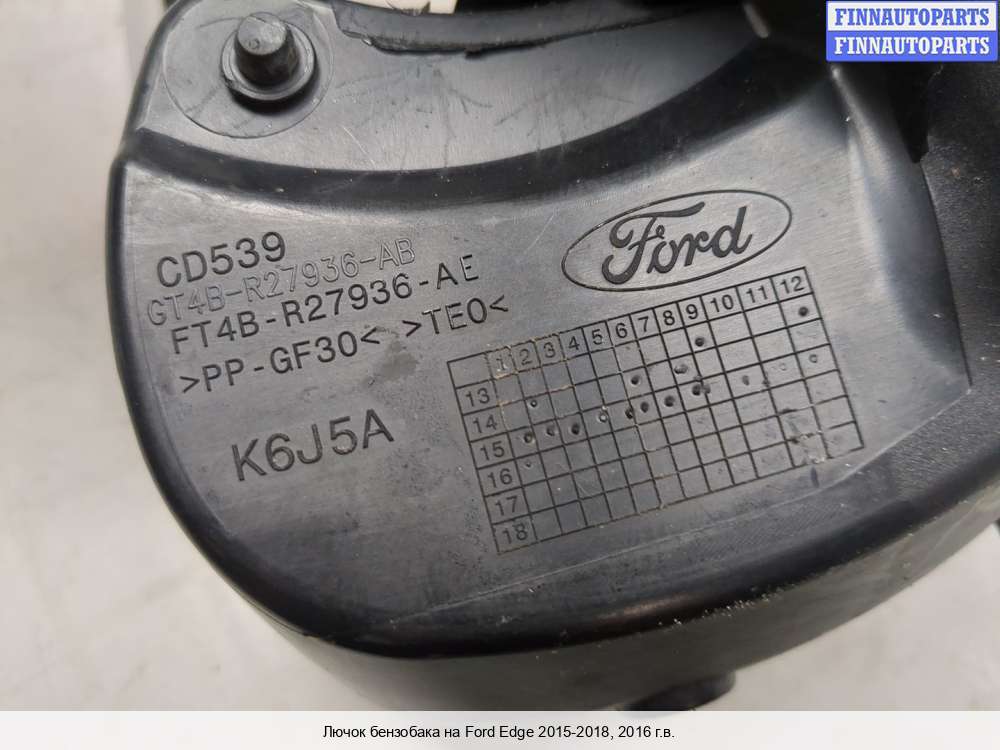 FINNAUTOPARTS
FINNAUTOPARTS
CD539
GT4B-R27936-AB
FT4B-R27936-AE
>PP-GF30< >TEO<
Ford
K6J5A
1 2 3 4 5 6 7 8 9 10 11 12
13
14
15
16
17
18
Лючок бензобака на Ford Edge 2015-2018, 2016 г.в.